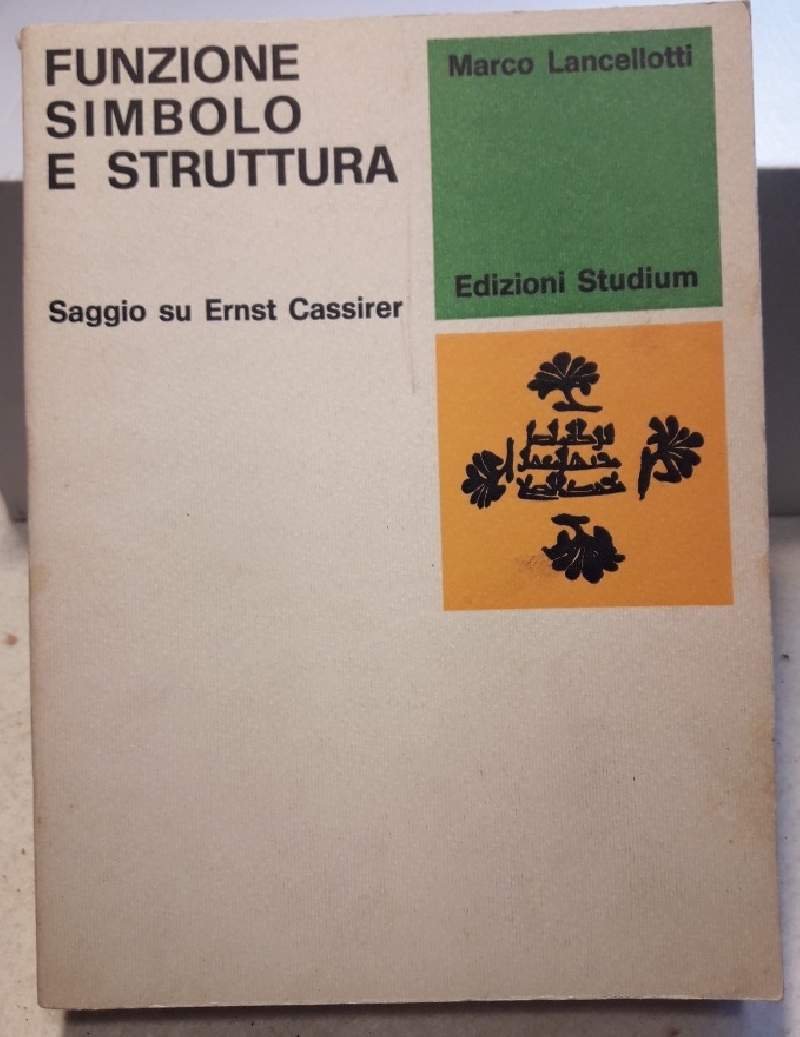 FUNZIONE
SIMBOLO
E STRUTTURA
Saggio su Ernst Cassirer
Marco Lancellotti
Edizioni Studium